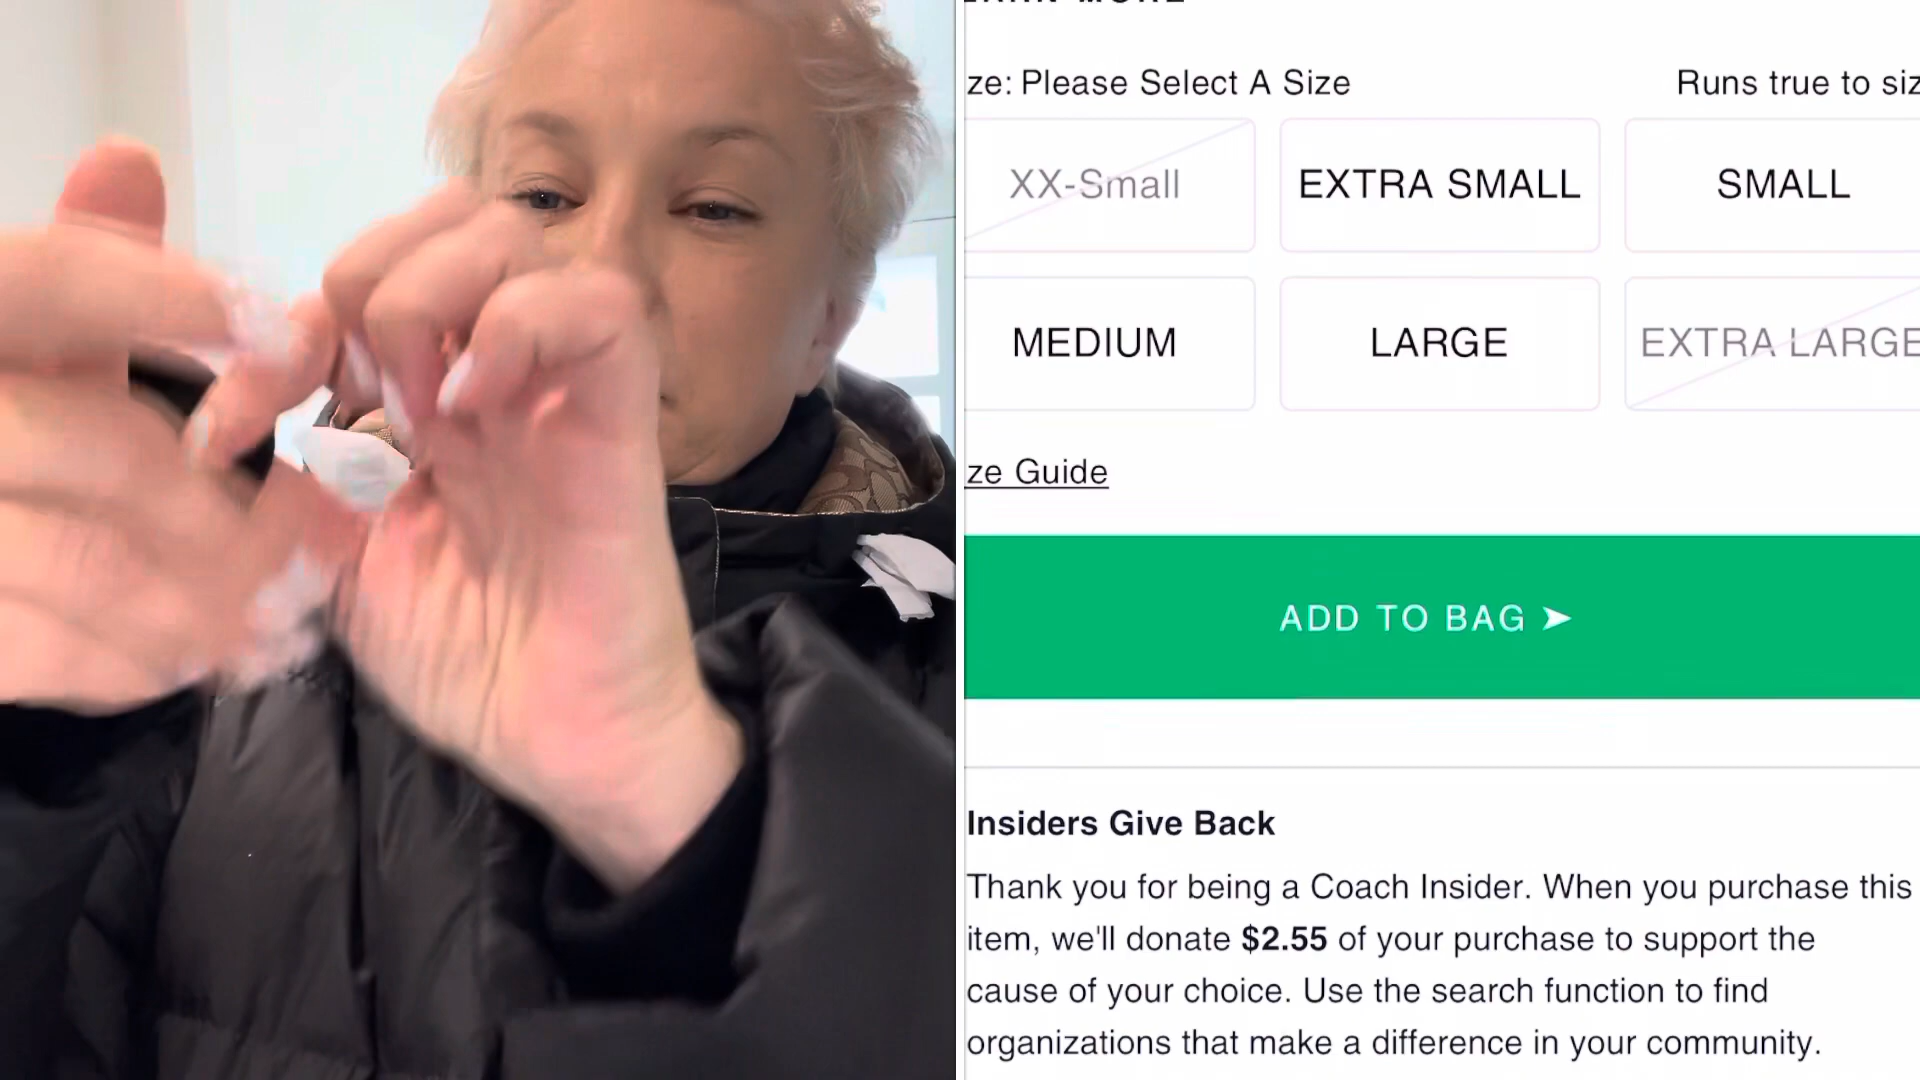 ze: Please Select A Size
Runs true to siz
XX-Small
EXTRA SMALL
SMALL
MEDIUM
LARGE
EXTRA LARGE
ze Guide
ADD TO BAG ➤
Insiders Give Back
Thank you for being a Coach Insider. When you purchase this
item, we'll donate $2.55 of your purchase to support the
cause of your choice. Use the search function to find
organizations that make a difference in your community.